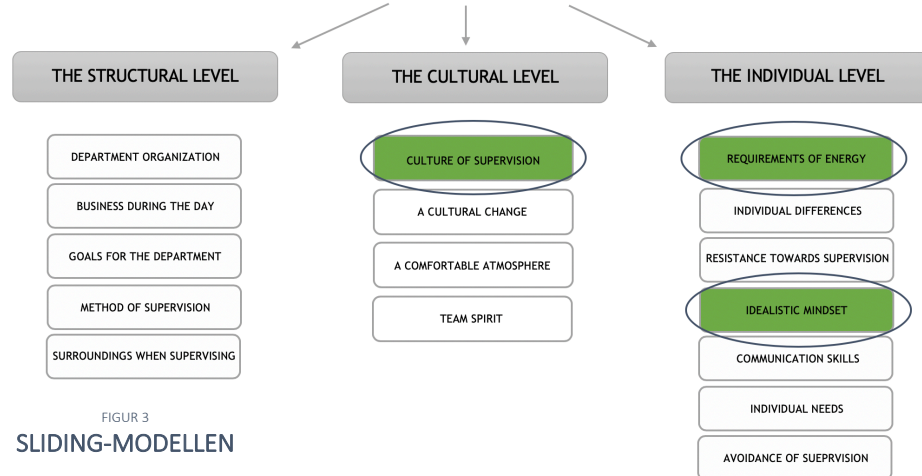 THE STRUCTURAL LEVEL
DEPARTMENT ORGANIZATION
BUSINESS DURING THE DAY
GOALS FOR THE DEPARTMENT
METHOD OF SUPERVISION
SURROUNDINGS WHEN SUPERVISING
THE CULTURAL LEVEL
CULTURE OF SUPERVISION
A CULTURAL CHANGE
A COMFORTABLE ATMOSPHERE
TEAM SPIRIT
THE INDIVIDUAL LEVEL
REQUIREMENTS OF ENERGY
INDIVIDUAL DIFFERENCES
RESISTANCE TOWARDS SUPERVISION
IDEALISTIC MINDSET
COMMUNICATION SKILLS
INDIVIDUAL NEEDS
AVOIDANCE OF SUEPRVISION
FIGUR 3
SLIDING-MODELLEN